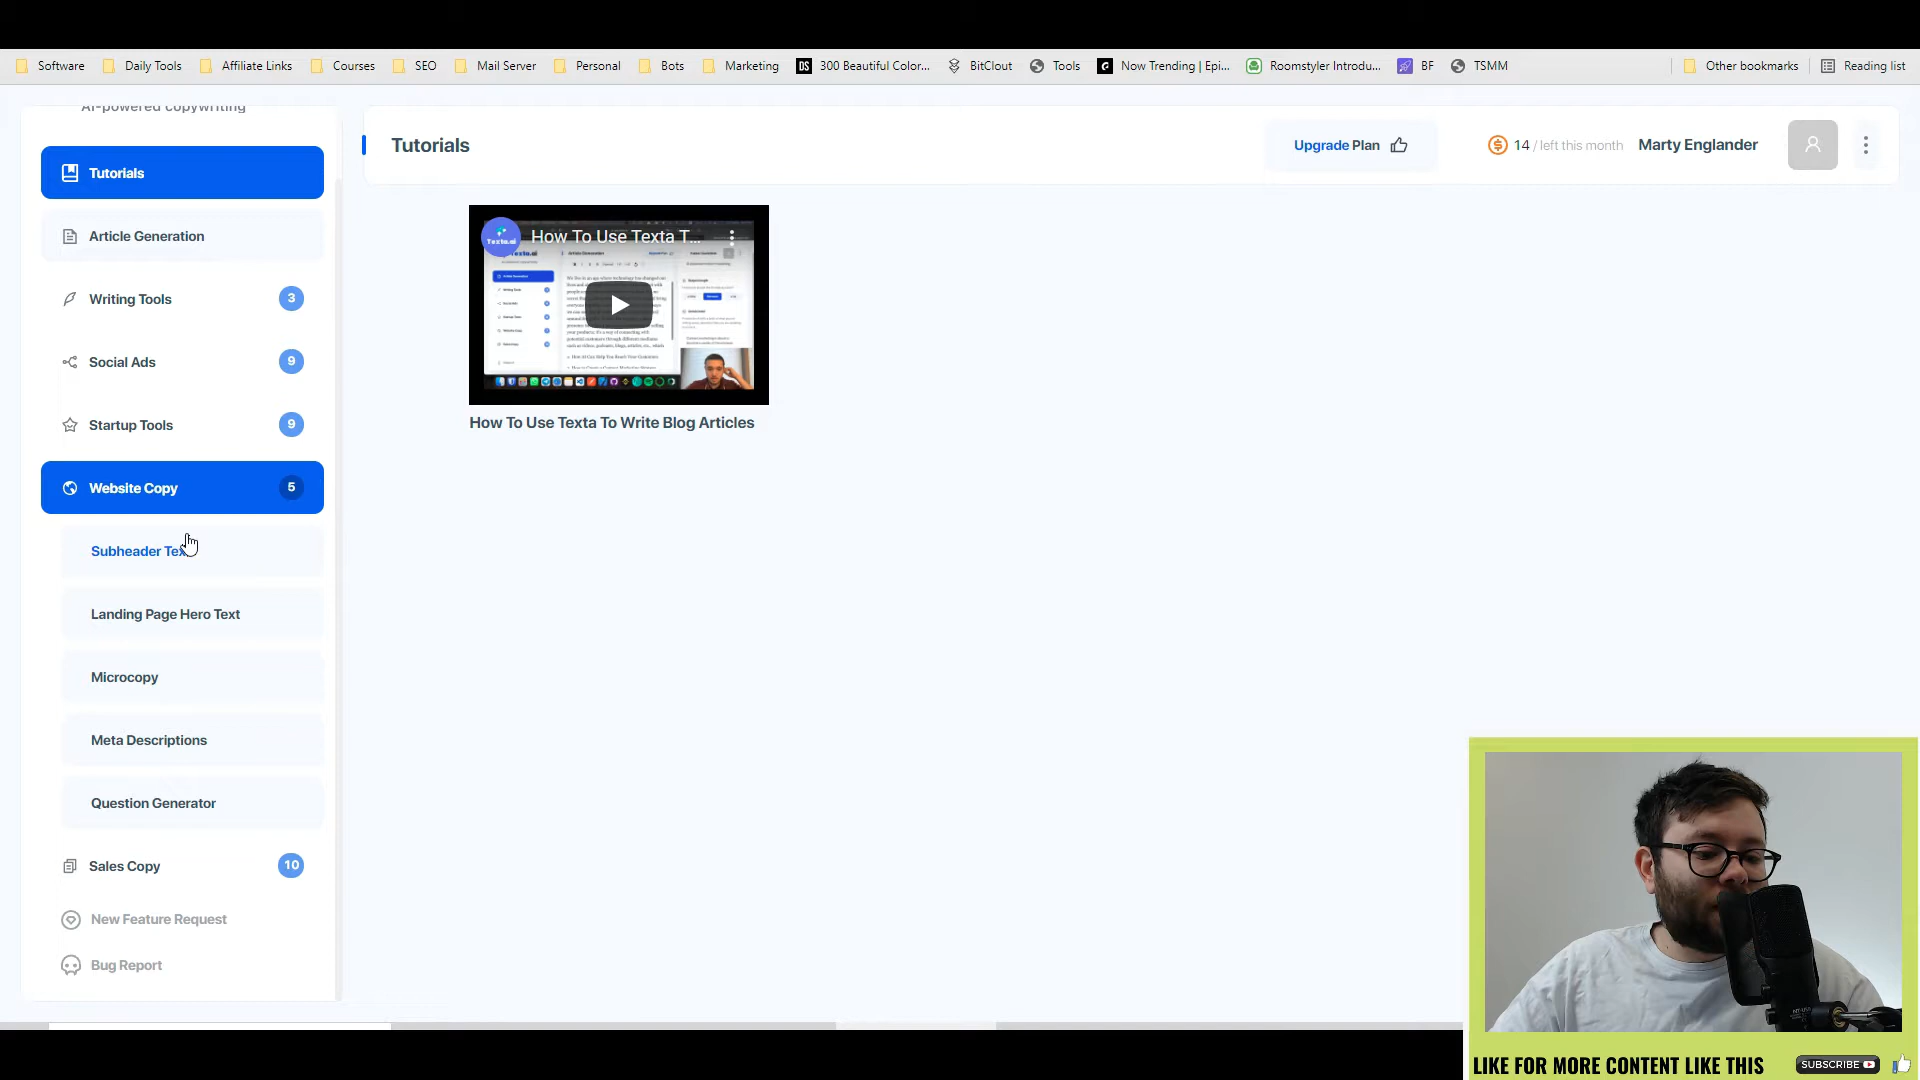 Software
Daily Tools
Affiliate Links
Courses
SEO
Mail Server
Personal
Bots
Marketing
DS 300 Beautiful Color...
BitClout
Tools
Now Trending | Epi...
Roomstyler Introdu...
BF
TSMM
Other bookmarks
Reading list
AI-powered copywriting
Tutorials
Article Generation
Writing Tools 3
Social Ads 9
Startup Tools 9
Website Copy 5
Subheader Text
Landing Page Hero Text
Microcopy
Meta Descriptions
Question Generator
Sales Copy 10
New Feature Request
Bug Report
Tutorials
Upgrade Plan
14 / left this month
Marty Englander
Texta.ai
How To Use Texta T...
How To Use Texta To Write Blog Articles
LIKE FOR MORE CONTENT LIKE THIS
SUBSCRIBE